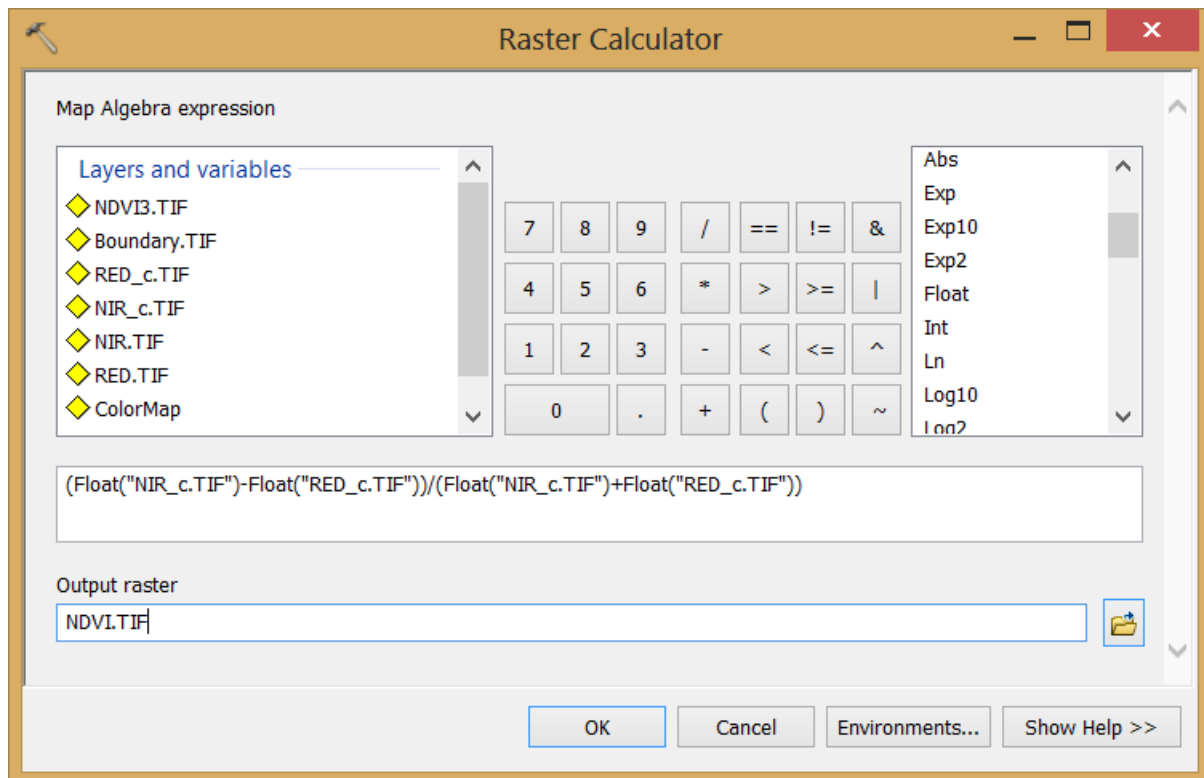 Raster Calculator
Map Algebra expression
Layers and variables
NDVI3.TIF
Boundary.TIF
RED_c.TIF
NIR_c.TIF
NIR.TIF
RED.TIF
ColorMap
7 8 9 / == != &
4 5 6 * > >= |
1 2 3 - < <= ^
0 . + ( ) ~
Abs
Exp
Exp10
Exp2
Float
Int
Ln
Log10
Log2
(Float("NIR_c.TIF")-Float("RED_c.TIF"))/(Float("NIR_c.TIF")+Float("RED_c.TIF"))
Output raster
NDVI.TIF
OK Cancel Environments... Show Help >>